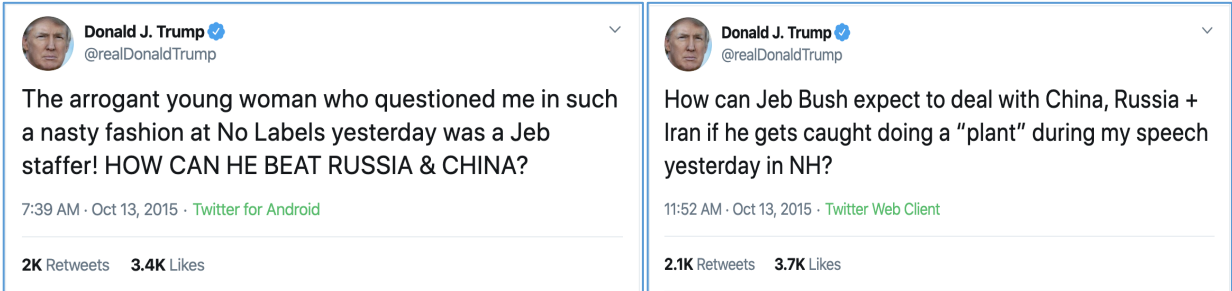 Donald J. Trump
@realDonaldTrump
The arrogant young woman who questioned me in such
a nasty fashion at No Labels yesterday was a Jeb
staffer! HOW CAN HE BEAT RUSSIA & CHINA?
7:39 AM · Oct 13, 2015 · Twitter for Android
2K Retweets 3.4K Likes
Donald J. Trump
@realDonaldTrump
How can Jeb Bush expect to deal with China, Russia +
Iran if he gets caught doing a “plant” during my speech
yesterday in NH?
11:52 AM · Oct 13, 2015 · Twitter Web Client
2.1K Retweets 3.7K Likes